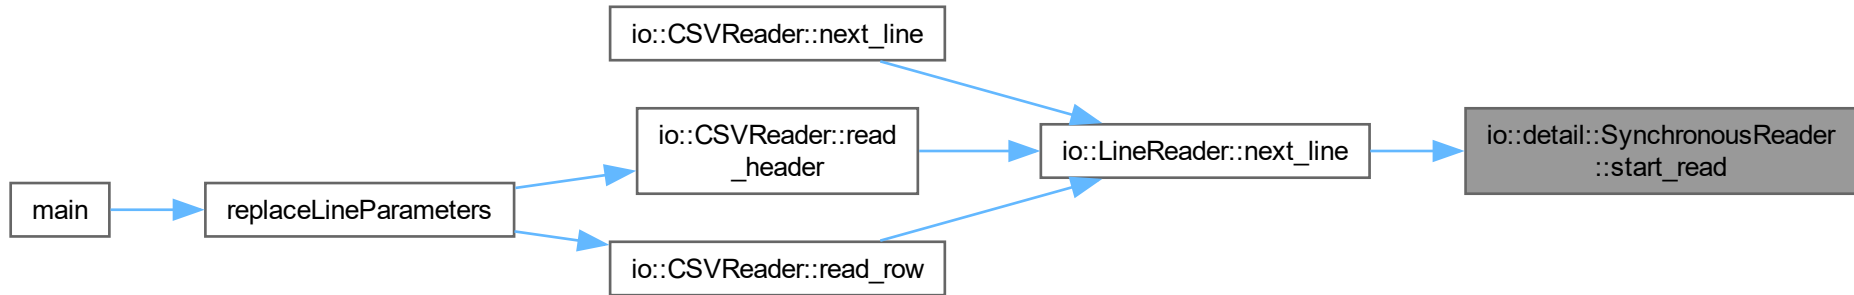 main
replaceLineParameters
io::CSVReader::next_line
io::CSVReader::read
_header
io::CSVReader::read_row
io::LineReader::next_line
io::detail::SynchronousReader
::start_read